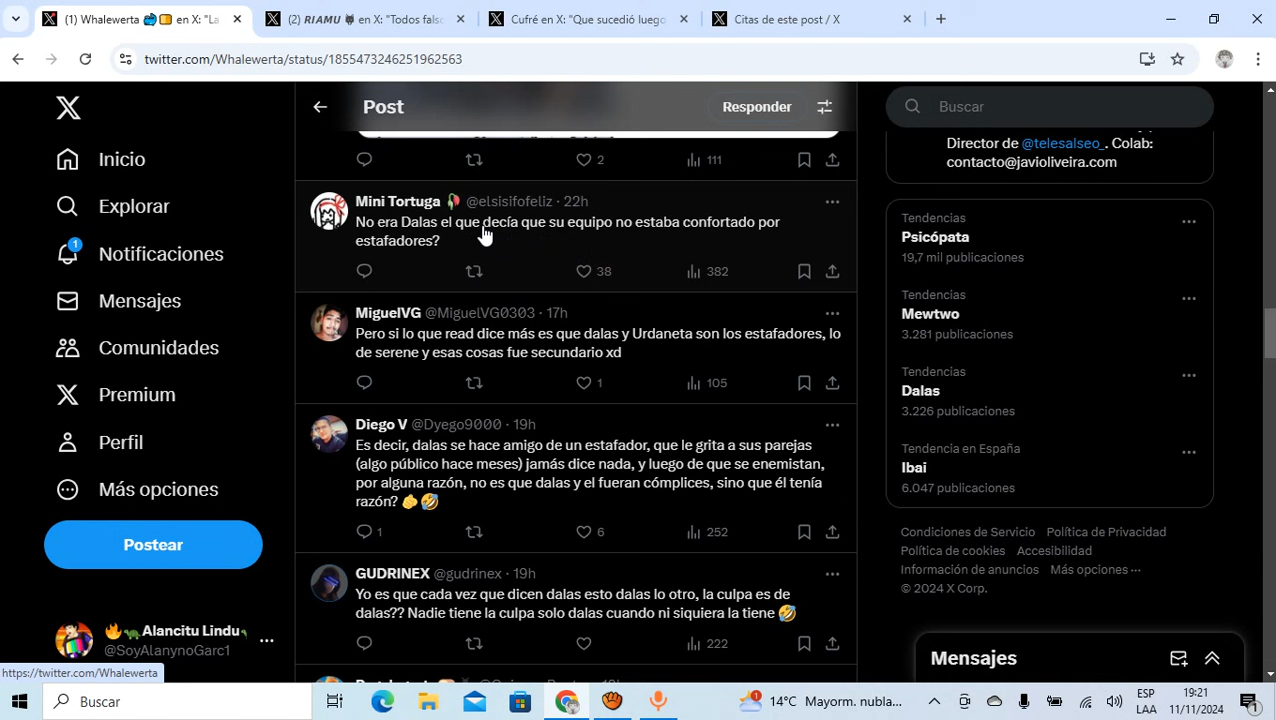 (1) Whalewerta en X: "La
(2) RIAMU en X: "Todos falso
Cufré en X: "Que sucedió luego
Citas de este post / X
twitter.com/Whalewerta/status/1855473246251962563
Inicio
Explorar
1
Notificaciones
Mensajes
Comunidades
Premium
Perfil
Más opciones
Postear
Alancitu Lindu
@SoyAlanynoGarc1
https://twitter.com/Whalewerta
Post
Responder
2 111
Mini Tortuga @elsisifofeliz · 22h
No era Dalas el que decía que su equipo no estaba confortado por
estafadores?
38 382
MiguelVG @MiguelVG0303 · 17h
Pero si lo que read dice más es que dalas y Urdaneta son los estafadores, lo
de serene y esas cosas fue secundario xd
1 105
Diego V @Dyego9000 · 19h
Es decir, dalas se hace amigo de un estafador, que le grita a sus parejas
(algo público hace meses) jamás dice nada, y luego de que se enemistan,
por alguna razón, no es que dalas y el fueran cómplices, sino que él tenía
razón? 🫵🤣
1 6 252
GUDRINEX @gudrinex · 19h
Yo es que cada vez que dicen dalas esto dalas lo otro, la culpa es de
dalas?? Nadie tiene la culpa solo dalas cuando ni siquiera la tiene 🤣
222
Buscar
Director de @telesalseo_. Colab:
contacto@javioliveira.com
Tendencias
Psicópata
19,7 mil publicaciones
Tendencias
Mewtwo
3.281 publicaciones
Tendencias
Dalas
3.226 publicaciones
Tendencia en España
Ibai
6.047 publicaciones
Condiciones de Servicio Política de Privacidad
Política de cookies Accesibilidad
Información de anuncios Más opciones ···
© 2024 X Corp.
Mensajes
Buscar
1
14°C Mayorm. nubla...
ESP
LAA
19:21
11/11/2024
1